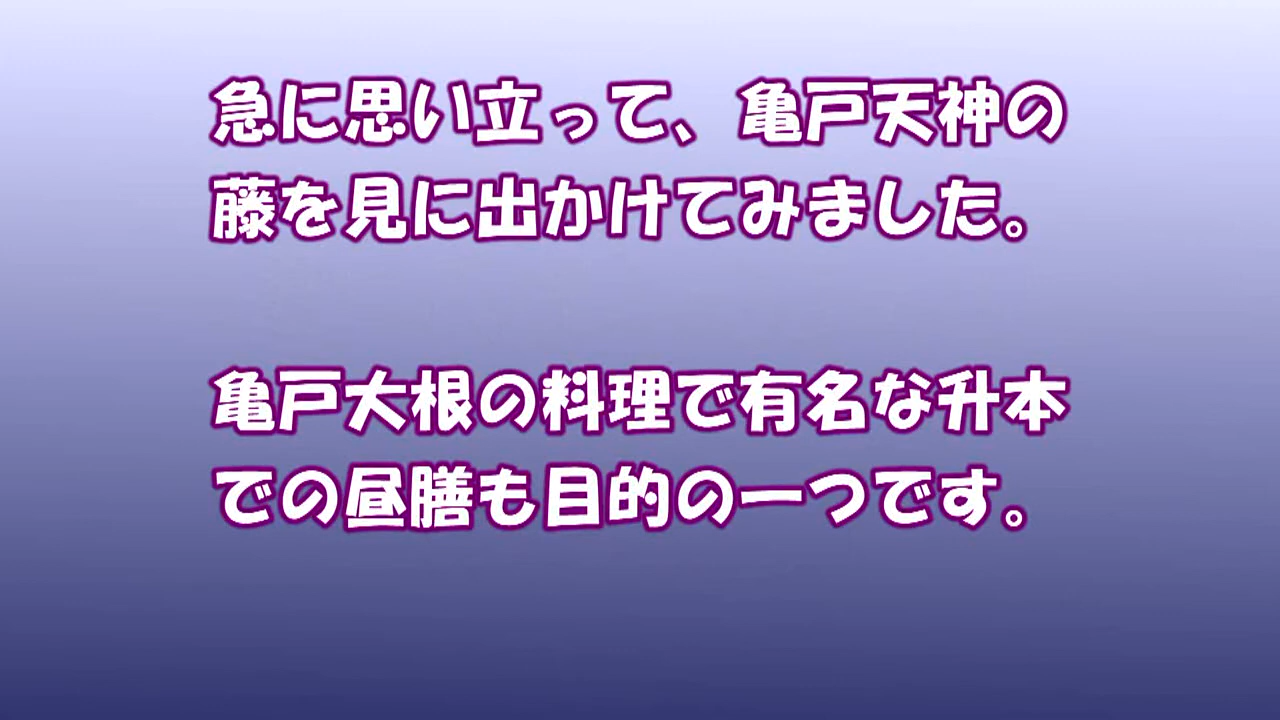 急に思い立って、亀戸天神の
藤を見に出かけてみました。
亀戸大根の料理で有名な升本
での昼膳も目的の一つです。